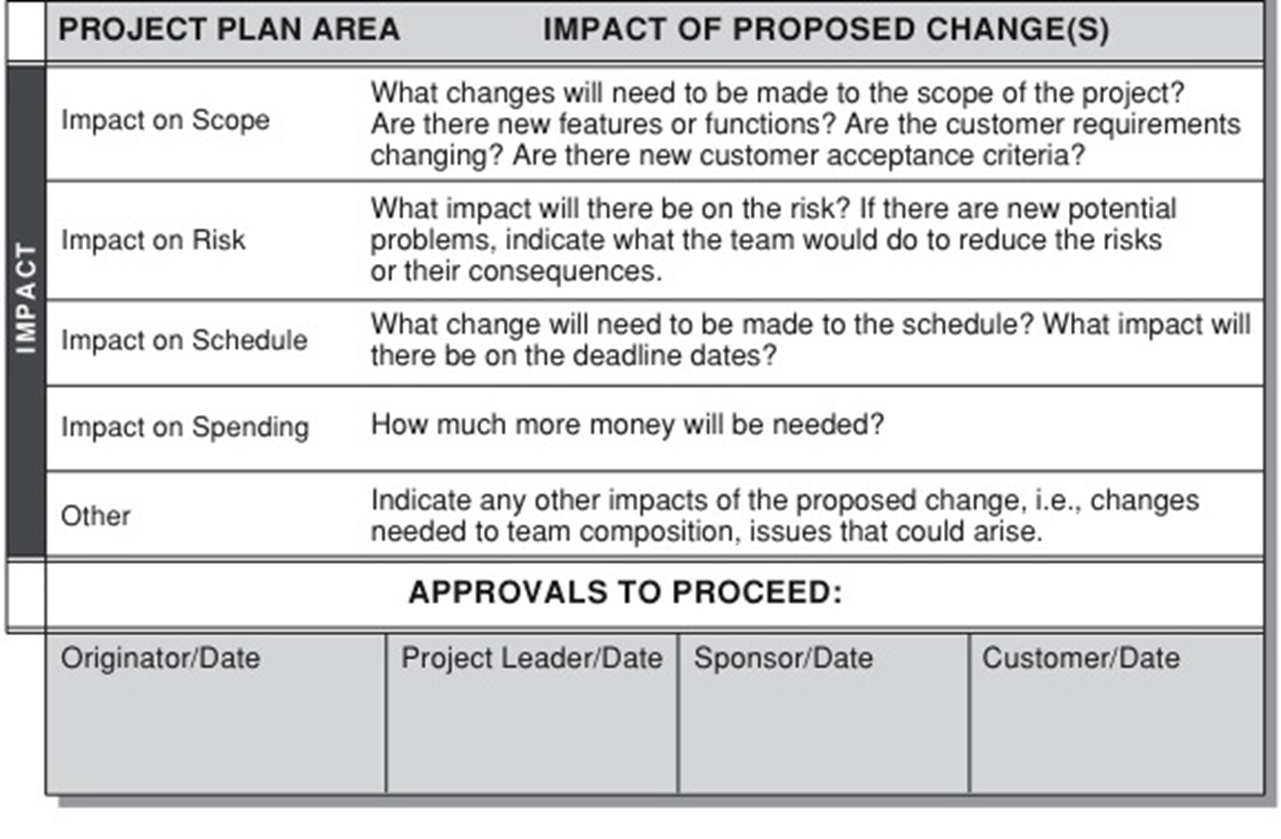 PROJECT PLAN AREA IMPACT OF PROPOSED CHANGE(S)
IMPACT
Impact on Scope
What changes will need to be made to the scope of the project?
Are there new features or functions? Are the customer requirements
changing? Are there new customer acceptance criteria?
Impact on Risk
What impact will there be on the risk? If there are new potential
problems, indicate what the team would do to reduce the risks
or their consequences.
Impact on Schedule
What change will need to be made to the schedule? What impact will
there be on the deadline dates?
Impact on Spending
How much more money will be needed?
Other
Indicate any other impacts of the proposed change, i.e., changes
needed to team composition, issues that could arise.
APPROVALS TO PROCEED:
Originator/Date
Project Leader/Date
Sponsor/Date
Customer/Date